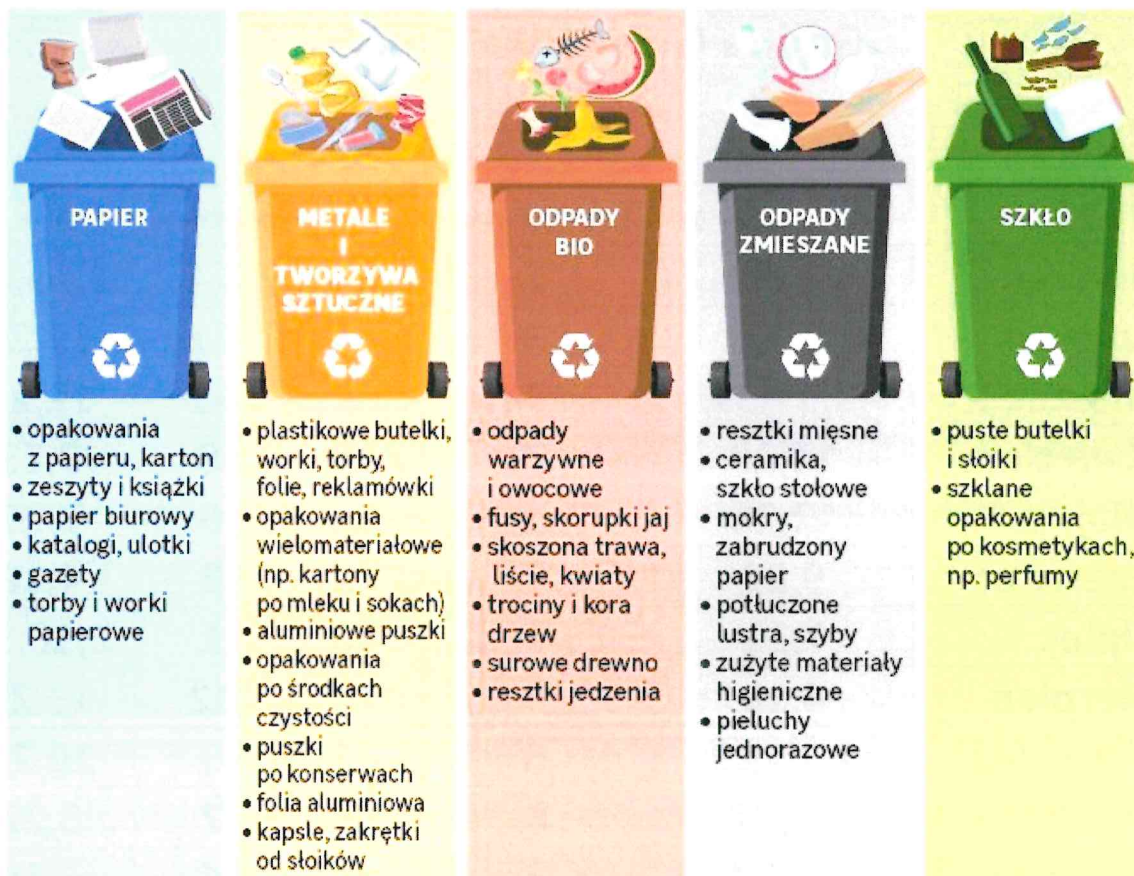 PAPIER
• opakowania
z papieru, karton
• zeszyty i książki
• papier biurowy
• katalogi, ulotki
• gazety
• torby i worki
papierowe
METALE
I
TWORZYWA
SZTUCZNE
• plastikowe butelki,
worki, torby,
folie, reklamówki
• opakowania
wielomateriałowe
(np. kartony
po mleku i sokach)
• aluminiowe puszki
• opakowania
po środkach
czystości
• puszki
po konserwach
• folia aluminiowa
• kapsle, zakrętki
od słoików
ODPADY
BIO
• odpady
warzywne
i owocowe
• fusy, skorupki jaj
• skoszona trawa,
liście, kwiaty
• trociny i kora
drzew
• surowe drewno
• resztki jedzenia
ODPADY
ZMIESZANE
• resztki mięsne
• ceramika,
szkło stołowe
• mokry,
zabrudzony
papier
• potłuczone
lustra, szyby
• zużyte materiały
higieniczne
• pieluchy
jednorazowe
SZKŁO
• puste butelki
i słoiki
• szklane
opakowania
po kosmetykach,
np. perfumy